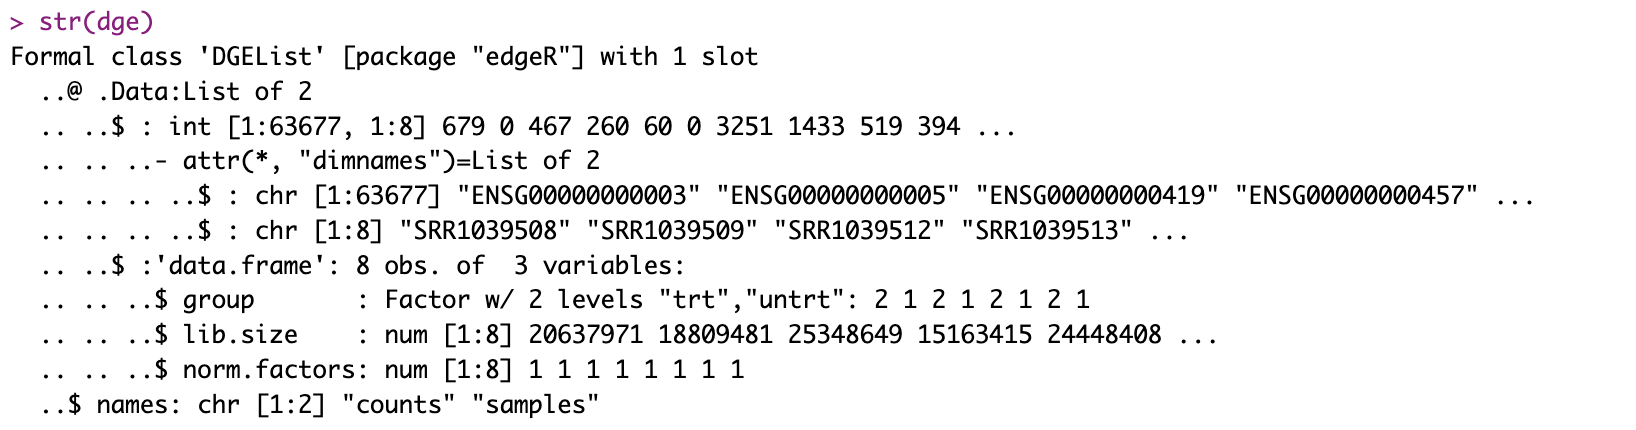 > str(dge)
Formal class 'DGEList' [package "edgeR"] with 1 slot
  ..@ .Data:List of 2
  .. ..$ : int [1:63677, 1:8] 679 0 467 260 60 0 3251 1433 519 394 ...
  .. .. ..- attr(*, "dimnames")=List of 2
  .. .. .. ..$ : chr [1:63677] "ENSG00000000003" "ENSG00000000005" "ENSG00000000419" "ENSG00000000457" ...
  .. .. .. ..$ : chr [1:8] "SRR1039508" "SRR1039509" "SRR1039512" "SRR1039513" ...
  .. ..$ :'data.frame': 8 obs. of  3 variables:
  .. .. ..$ group       : Factor w/ 2 levels "trt","untrt": 2 1 2 1 2 1 2 1
  .. .. ..$ lib.size    : num [1:8] 20637971 18809481 25348649 15163415 24448408 ...
  .. .. ..$ norm.factors: num [1:8] 1 1 1 1 1 1 1 1
  ..$ names: chr [1:2] "counts" "samples"